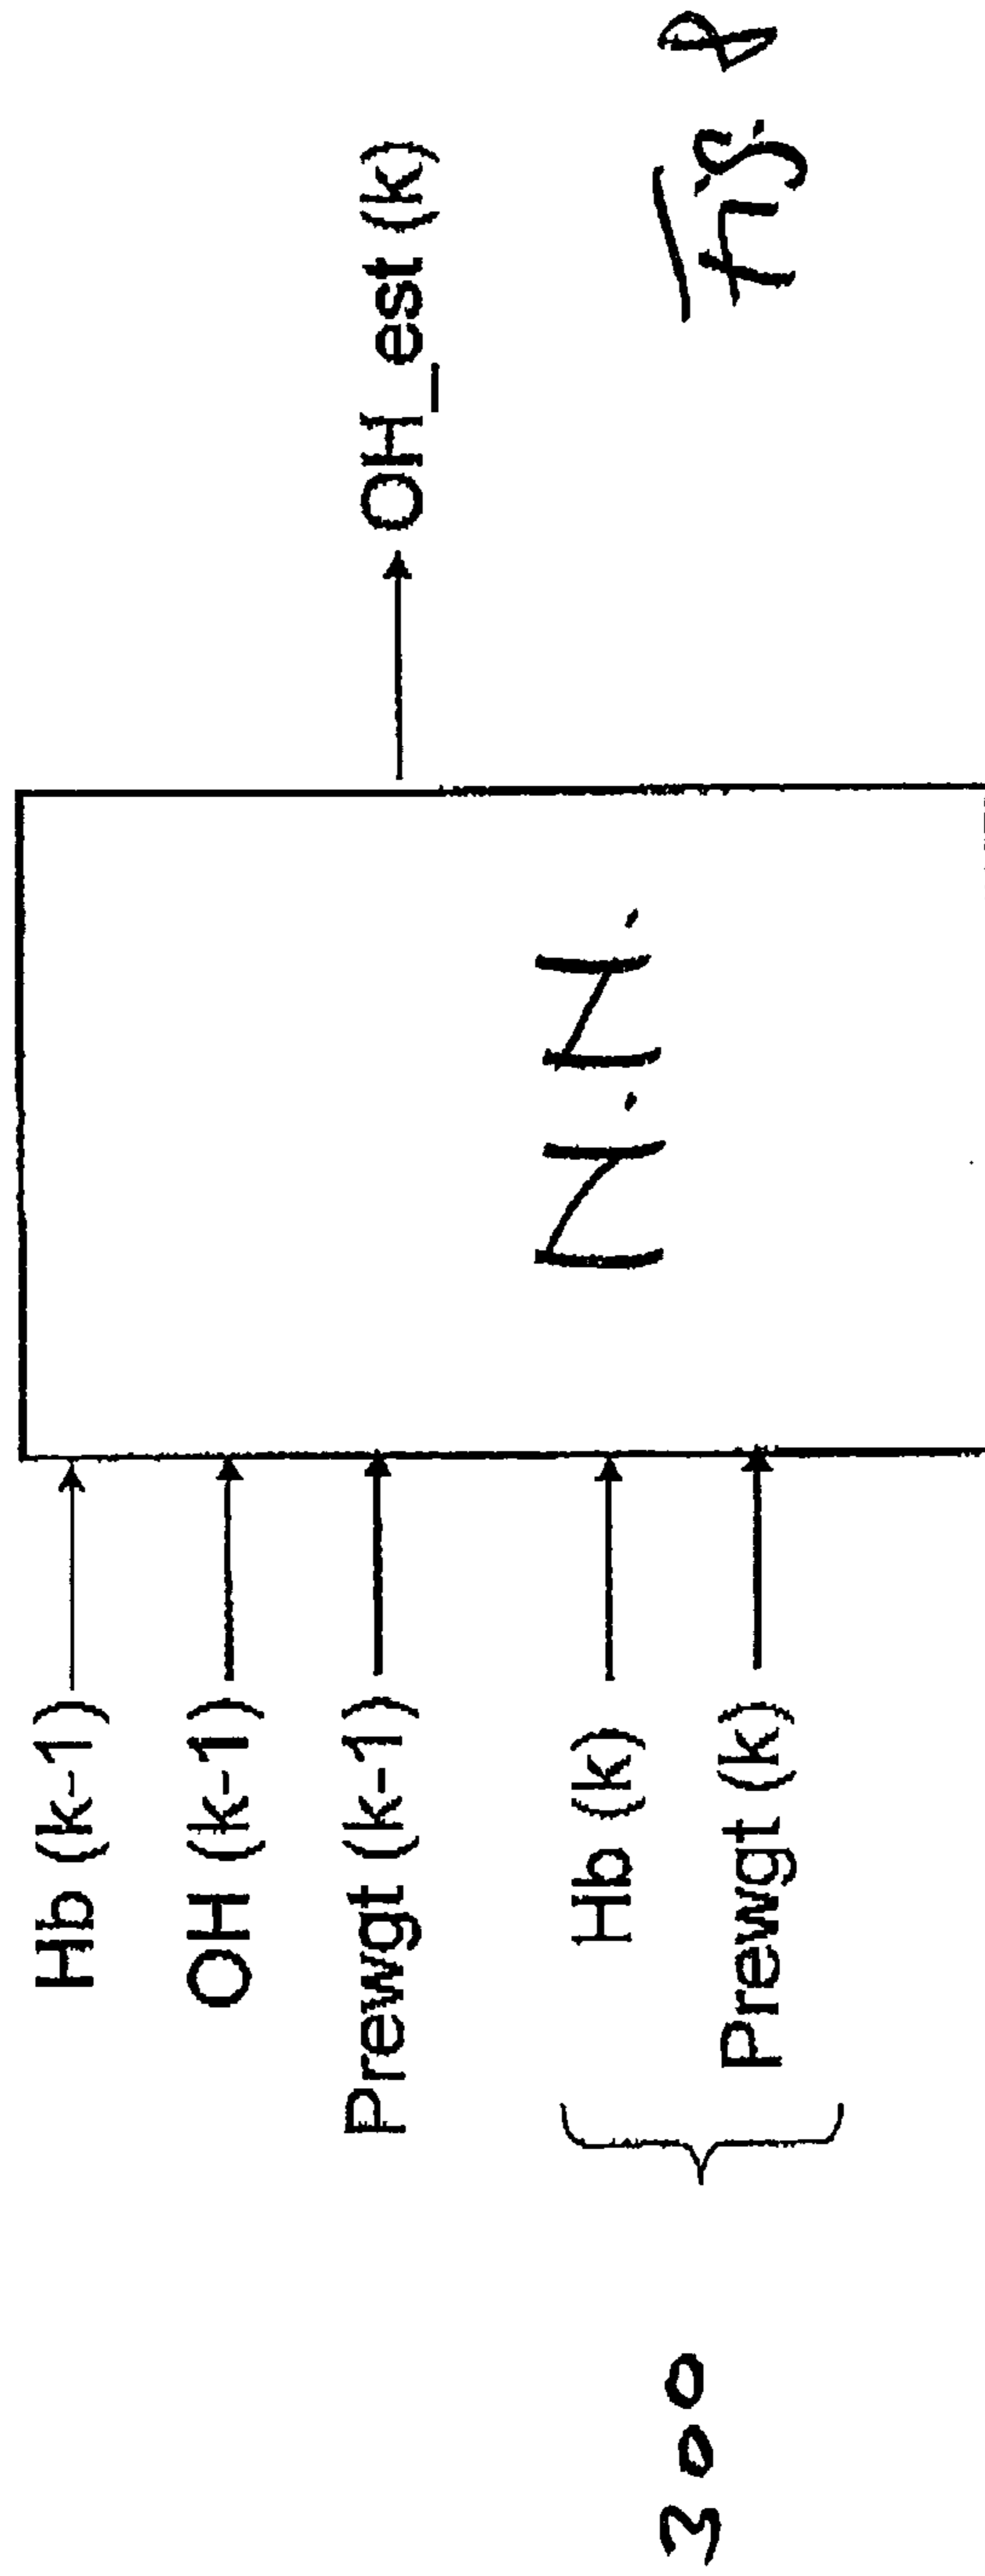 Hb (k-1)
OH (k-1)
Prewgt (k-1)
Hb (k)
Prewgt (k)
300
N.N.
OH_est (k)
Fig. 8